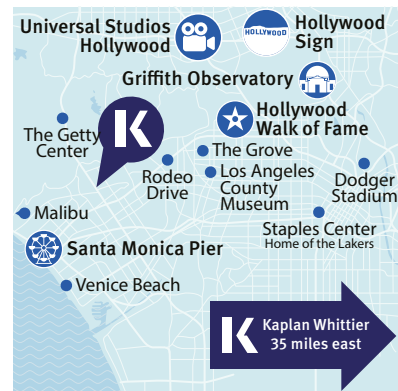 Universal Studios
Hollywood
HOLLYWOOD
Hollywood
Sign
Griffith Observatory
Hollywood
Walk of Fame
The Getty
Center
K
The Grove
Rodeo
Drive
Los Angeles
County
Museum
Dodger
Stadium
Malibu
Staples Center
Home of the Lakers
Santa Monica Pier
Venice Beach
K
Kaplan Whittier
35 miles east